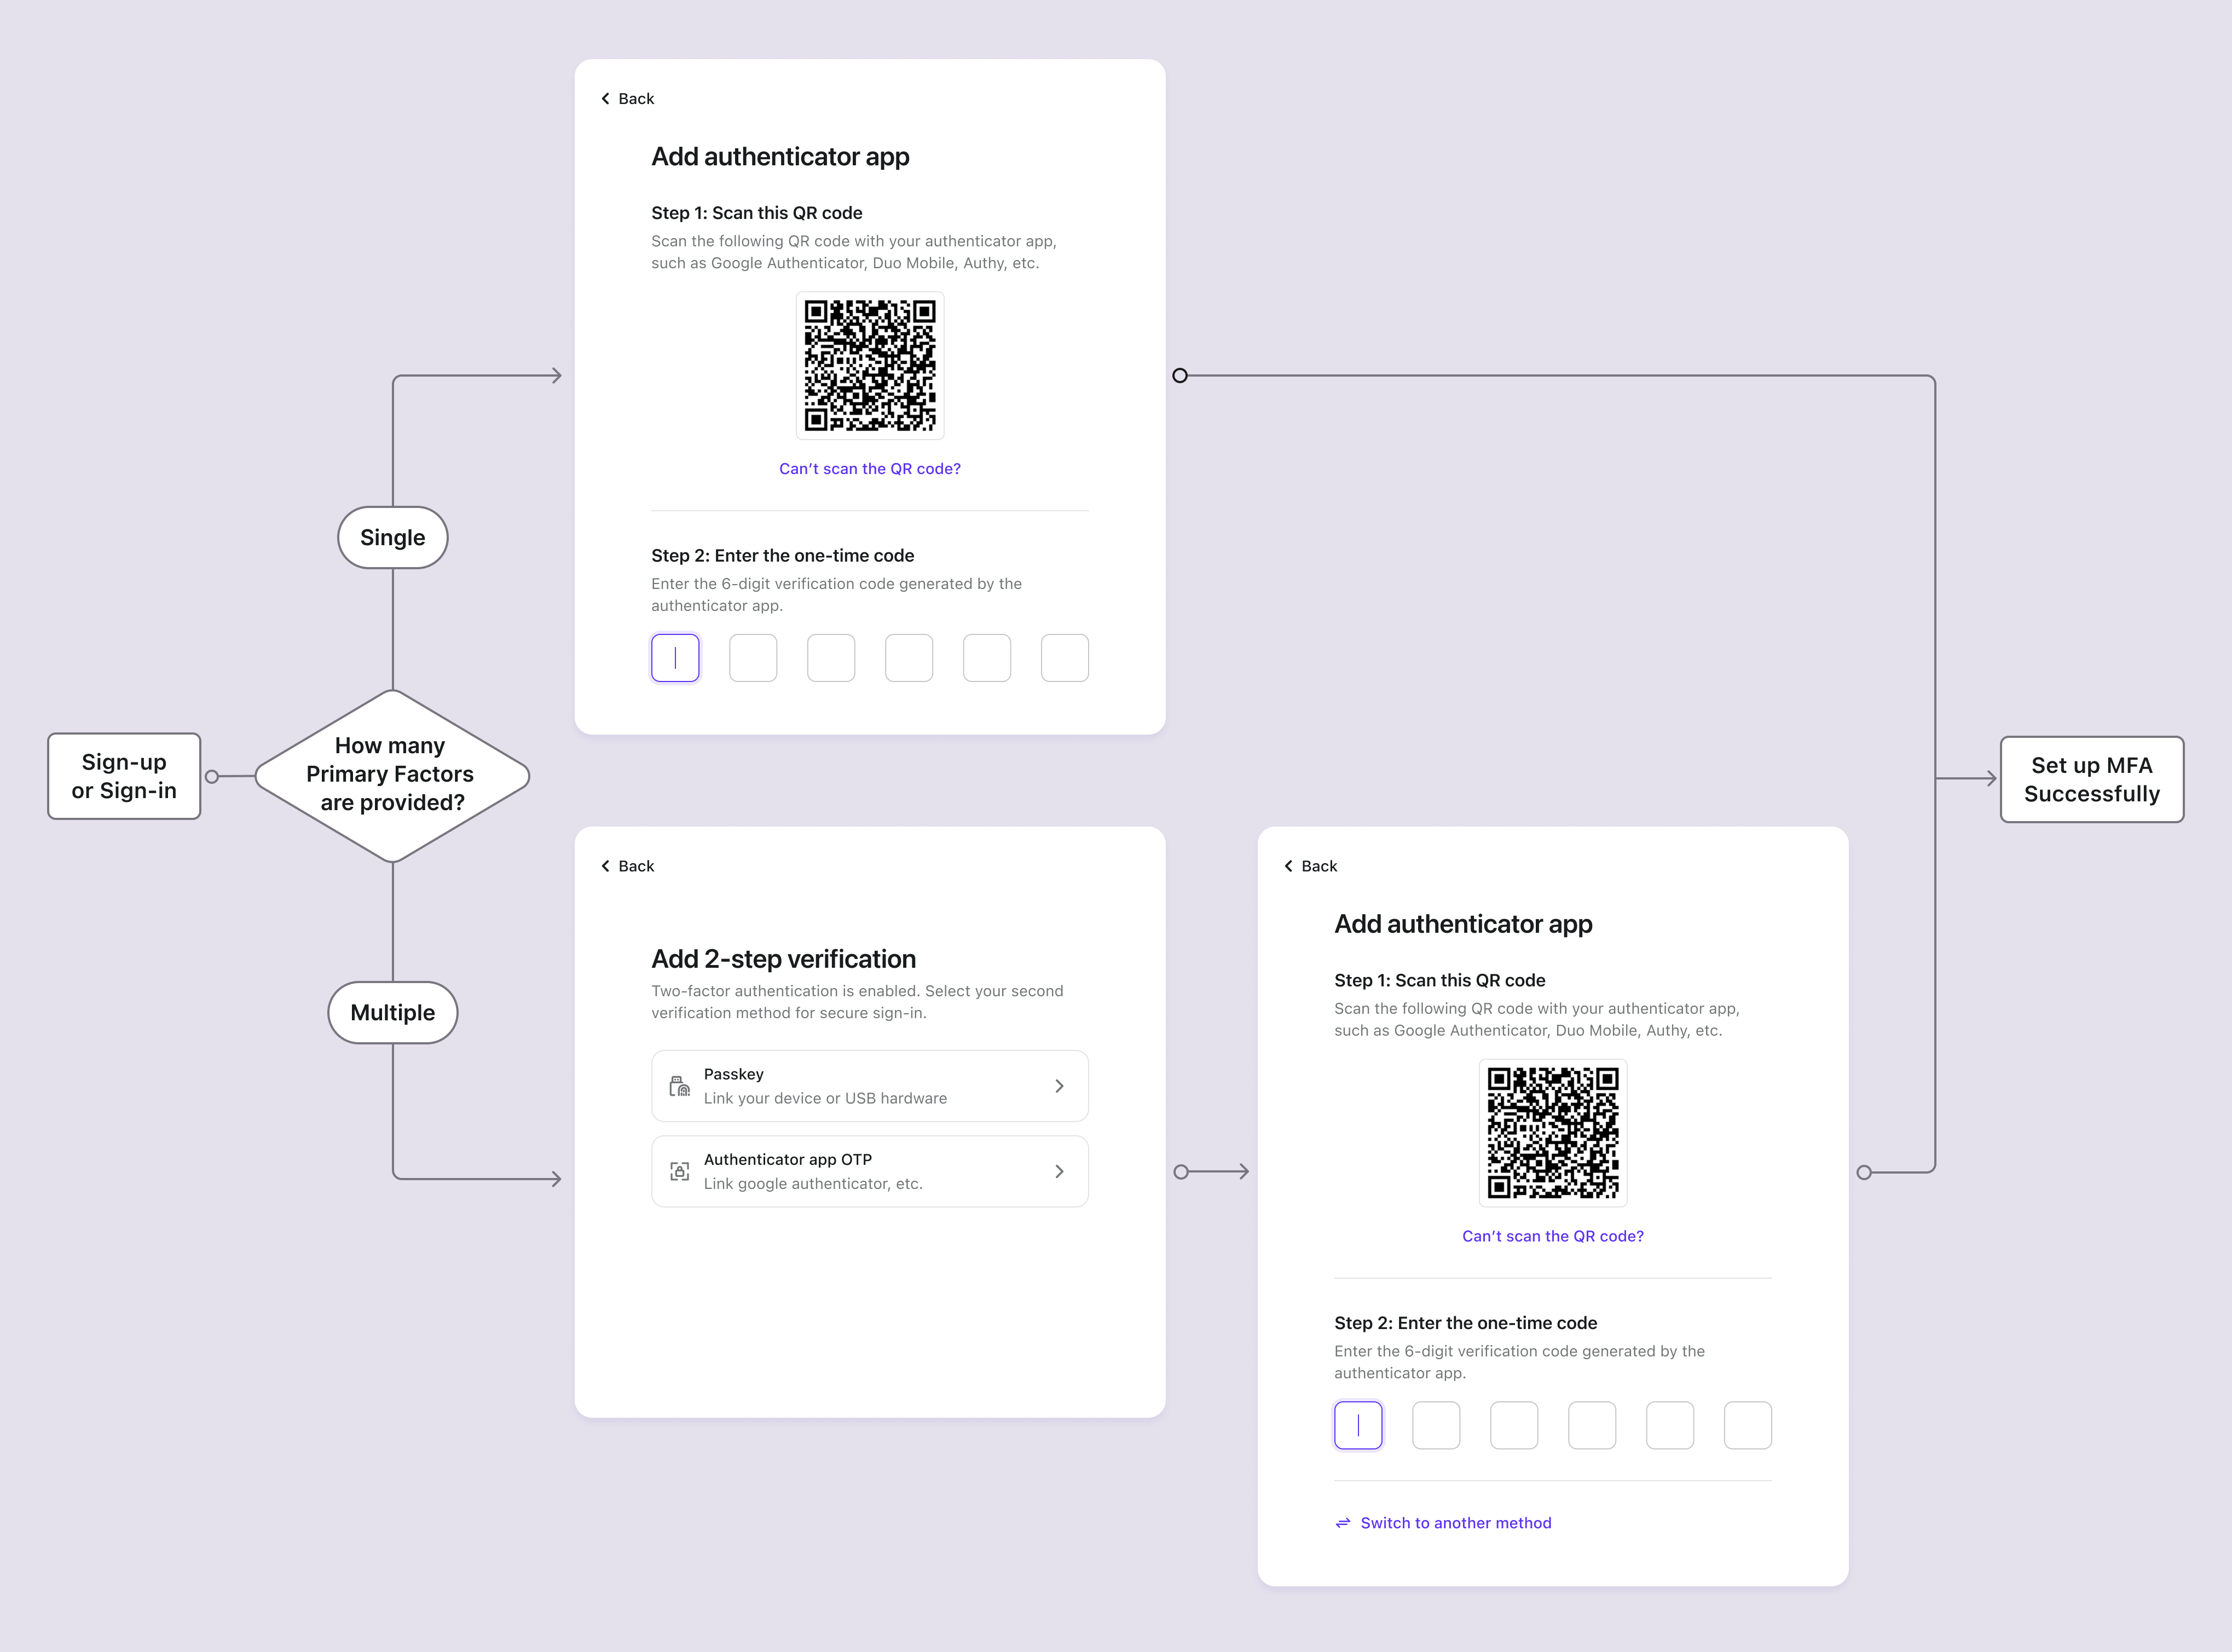 Sign-up
or Sign-in
How many
Primary Factors
are provided?
Single
Multiple
Back
Add authenticator app
Step 1: Scan this QR code
Scan the following QR code with your authenticator app,
such as Google Authenticator, Duo Mobile, Authy, etc.
Can't scan the QR code?
Step 2: Enter the one-time code
Enter the 6-digit verification code generated by the
authenticator app.
Back
Add 2-step verification
Two-factor authentication is enabled. Select your second
verification method for secure sign-in.
Passkey
Link your device or USB hardware
Authenticator app OTP
Link google authenticator, etc.
Back
Add authenticator app
Step 1: Scan this QR code
Scan the following QR code with your authenticator app,
such as Google Authenticator, Duo Mobile, Authy, etc.
Can't scan the QR code?
Step 2: Enter the one-time code
Enter the 6-digit verification code generated by the
authenticator app.
Switch to another method
Set up MFA
Successfully